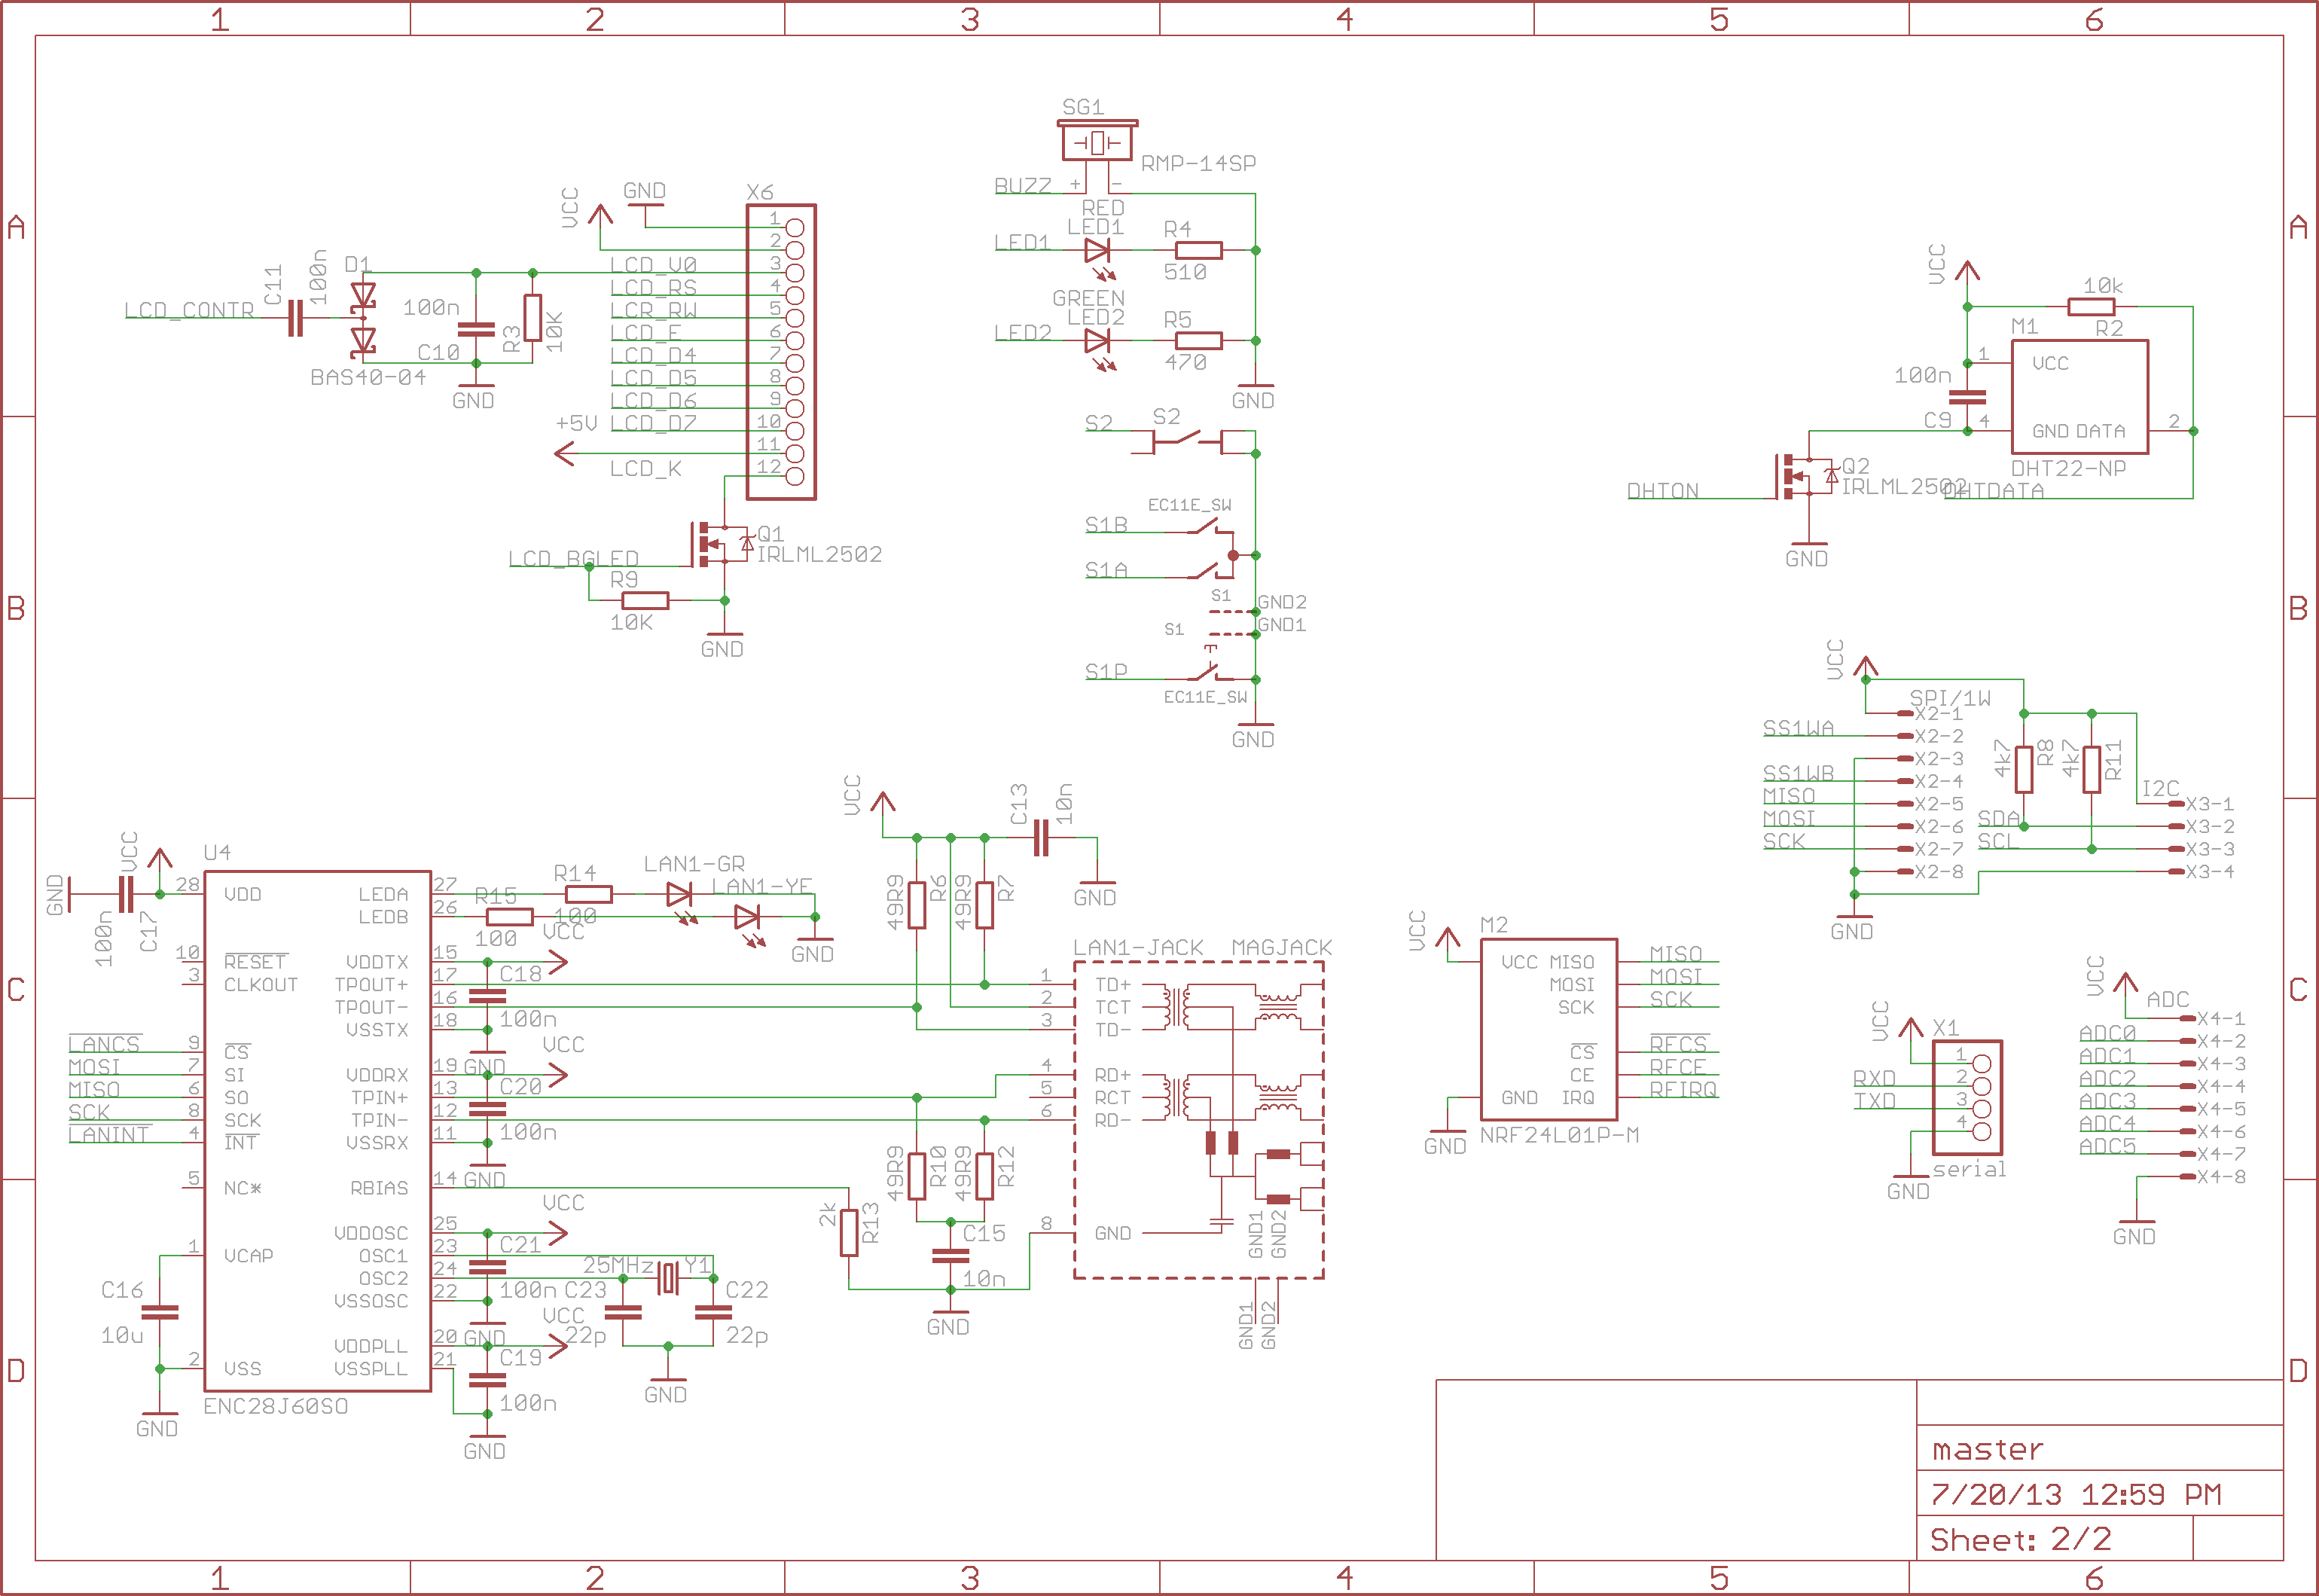 1 2 3 4 5 6
A
A
B
B
C
C
D
D
SG1
RMP-14SP
BUZZ + -
RED
LED1
LED1
R4
510
GREEN
LED2
LED2
R5
470
GND
S2
S2
EC11E_SW
S1B
S1A
S1
GND2
GND1
S1
S1P
EC11E_SW
GND
LCD_CONTR
C11
100n
D1
BAS40-04
100n
C10
R3
10K
GND
VCC
GND
X6
1
2
LCD_V0 3
LCD_RS 4
LCR_RW 5
LCD_E 6
LCD_D4 7
LCD_D5 8
LCD_D6 9
LCD_D7 10
+5V 11
LCD_K 12
Q1
IRLML2502
LCD_BGLED
R9
10K
GND
VCC
10k
R2
M1
1 VCC
100n
C9
4 GND DATA 2
DHT22-NP
Q2
IRLML2502
DHTON
DHTDATA
GND
VCC
SPI/1W
X2-1
SS1WA X2-2
X2-3
SS1WB X2-4
MISO X2-5
MOSI X2-6
SCK X2-7
X2-8
GND
4k7
R8
4k7
R11
I2C
X3-1
SDA X3-2
SCL X3-3
X3-4
GND
VCC
100n
C17
U4
28 VDD LEDA 27
LEDB 26
10 RESET VDDTX 15
3 CLKOUT TPOUT+ 17
TPOUT- 16
VSSTX 18
LANCS 9 CS
MOSI 7 SI VDDRX 19
MISO 6 SO TPIN+ 13
SCK 8 SCK TPIN- 12
LANINT 4 INT VSSRX 11
5 NC* RBIAS 14
VDDOSC 25
1 VCAP OSC1 23
OSC2 24
VSSOSC 22
VDDPLL 20
2 VSS VSSPLL 21
ENC28J60SO
C16
10u
GND
R14
100
R15
100
LAN1-GR
LAN1-YE
GND
VCC
C18
100n
GND
VCC
C20
100n
GND
VCC
C21
100n
GND
VCC
C19
100n
GND
25MHz Y1
C23
22p
C22
22p
GND
VCC
C13
10n
GND
49R9
R6
49R9
R7
LAN1-JACK MAGJACK
1 TD+
2 TCT
3 TD-
4 RD+
5 RCT
6 RD-
8 GND
GND1
GND2
GND1
GND2
49R9
R10
49R9
R12
2k
R13
C15
10n
GND
VCC
M2
VCC MISO MISO
MOSI MOSI
SCK SCK
CS RFCS
CE RFCE
GND IRQ RFIRQ
NRF24L01P-M
GND
VCC
X1
1
RXD 2
TXD 3
4
serial
GND
VCC
ADC
X4-1
ADC0 X4-2
ADC1 X4-3
ADC2 X4-4
ADC3 X4-5
ADC4 X4-6
ADC5 X4-7
X4-8
GND
master
7/20/13 12:59 PM
Sheet: 2/2
1 2 3 4 5 6